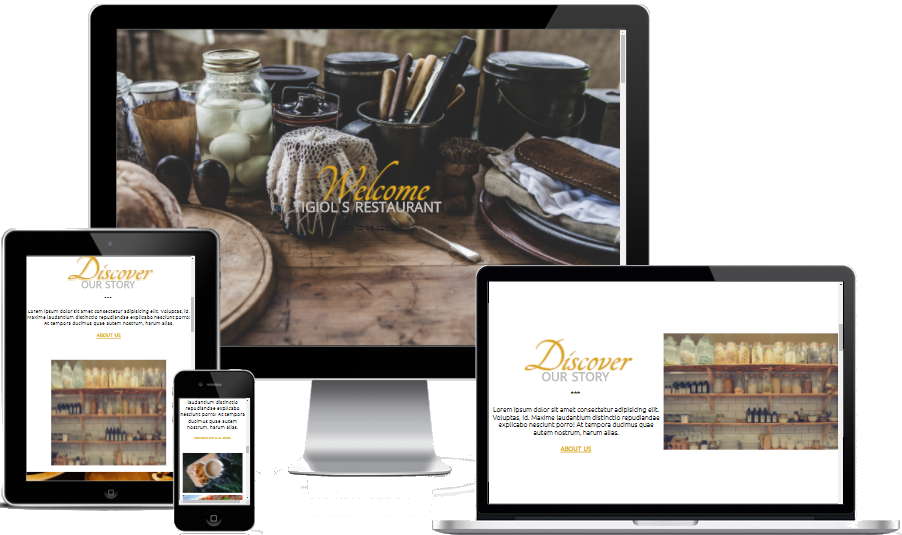 Welcome
IGIOL'S RESTAURANT
Discover
OUR STORY
Lorem ipsum dolor sit amet consectetur adipisicing elit. Voluptas, id.
Maxime laudantium distinctio repudiandae explicabo nesciunt porro!
At tempora ducimus quae autem nostrum, harum alias.
ABOUT US
laudantium distinctio
repudiandae explicabo
nesciunt porro! At tempora
ducimus quae autem
nostrum, harum alias.
Discover
OUR STORY
***
Lorem ipsum dolor sit amet consectetur adipisicing elit.
Voluptas, id. Maxime laudantium distinctio repudiandae
explicabo nesciunt porro! At tempora ducimus quae
autem nostrum, harum alias.
ABOUT US